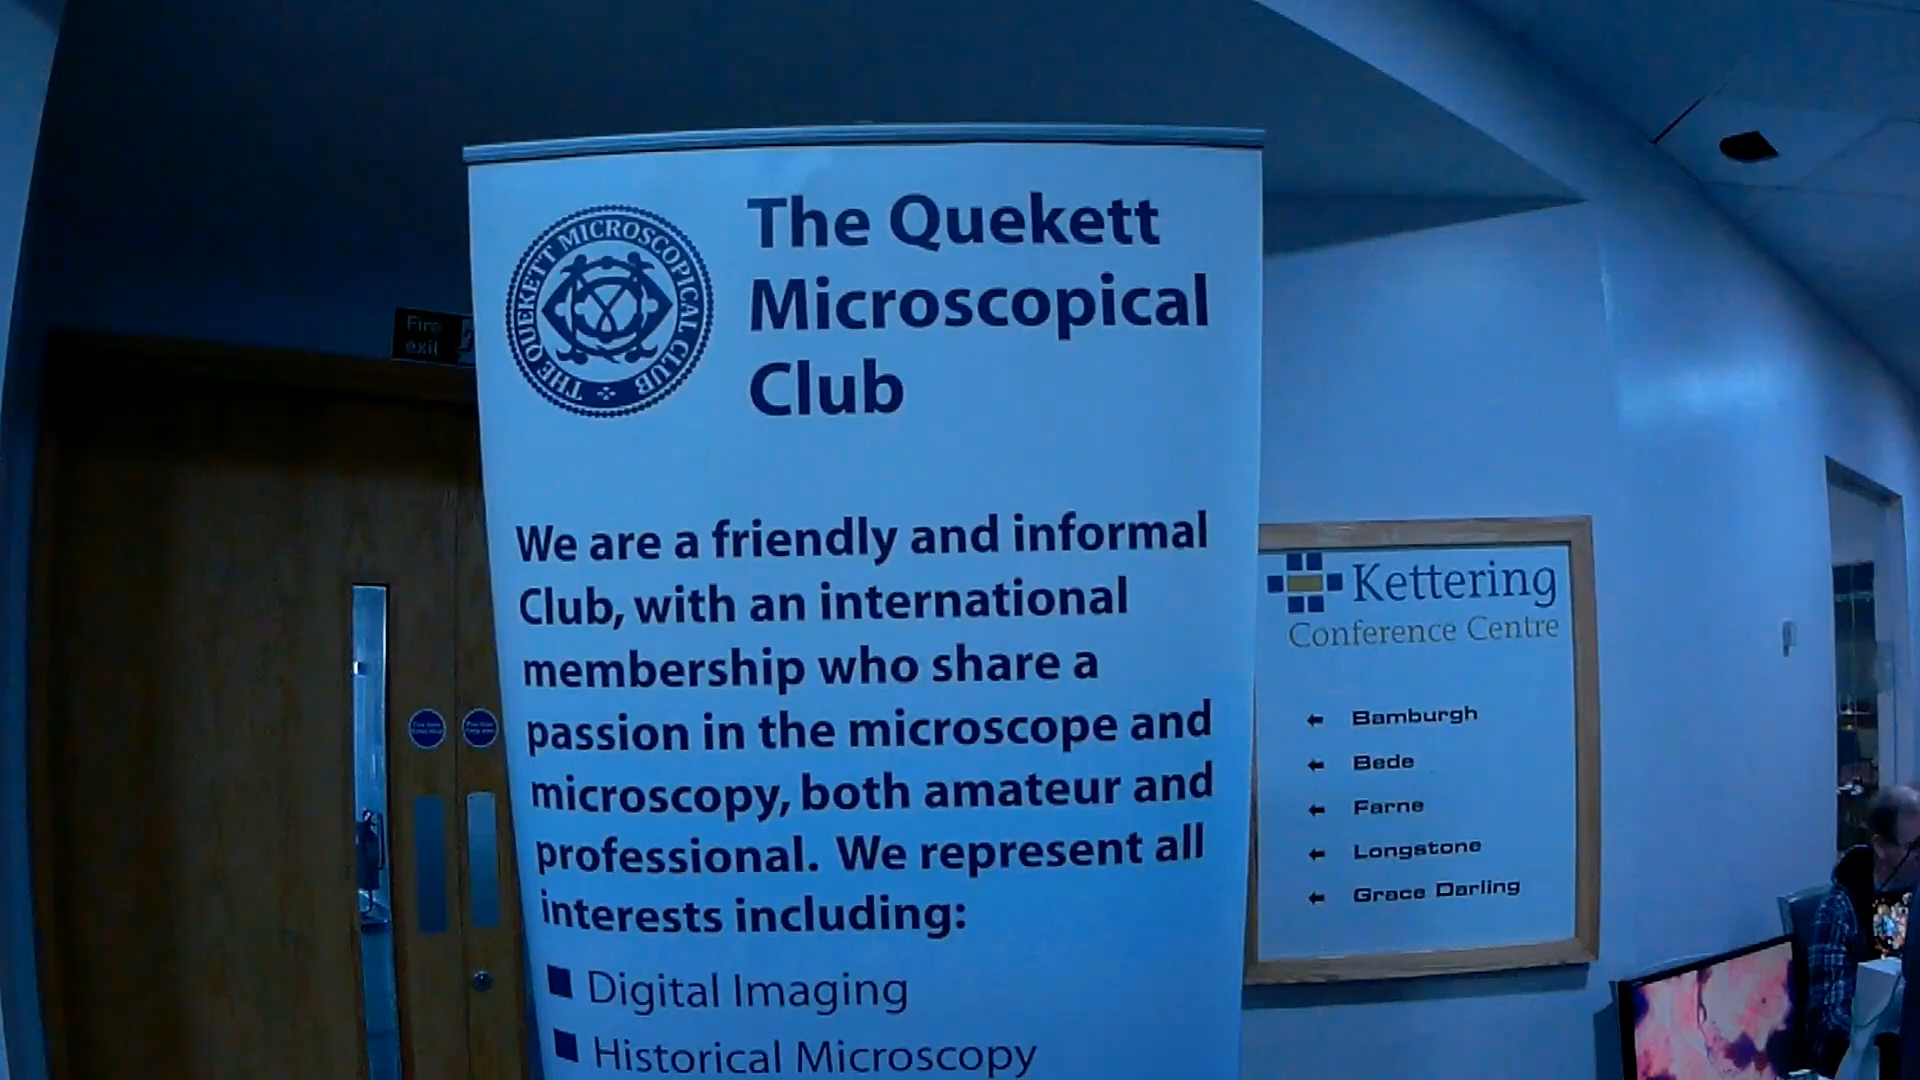 The Quekett
Microscopical
Club
THE QUEKETT MICROSCOPICAL CLUB
We are a friendly and informal
Club, with an international
membership who share a
passion in the microscope and
microscopy, both amateur and
professional. We represent all
interests including:
Digital Imaging
Historical Microscopy
Fire
exit
Kettering
Conference Centre
← Bamburgh
← Bede
← Farne
← Longstone
← Grace Darling